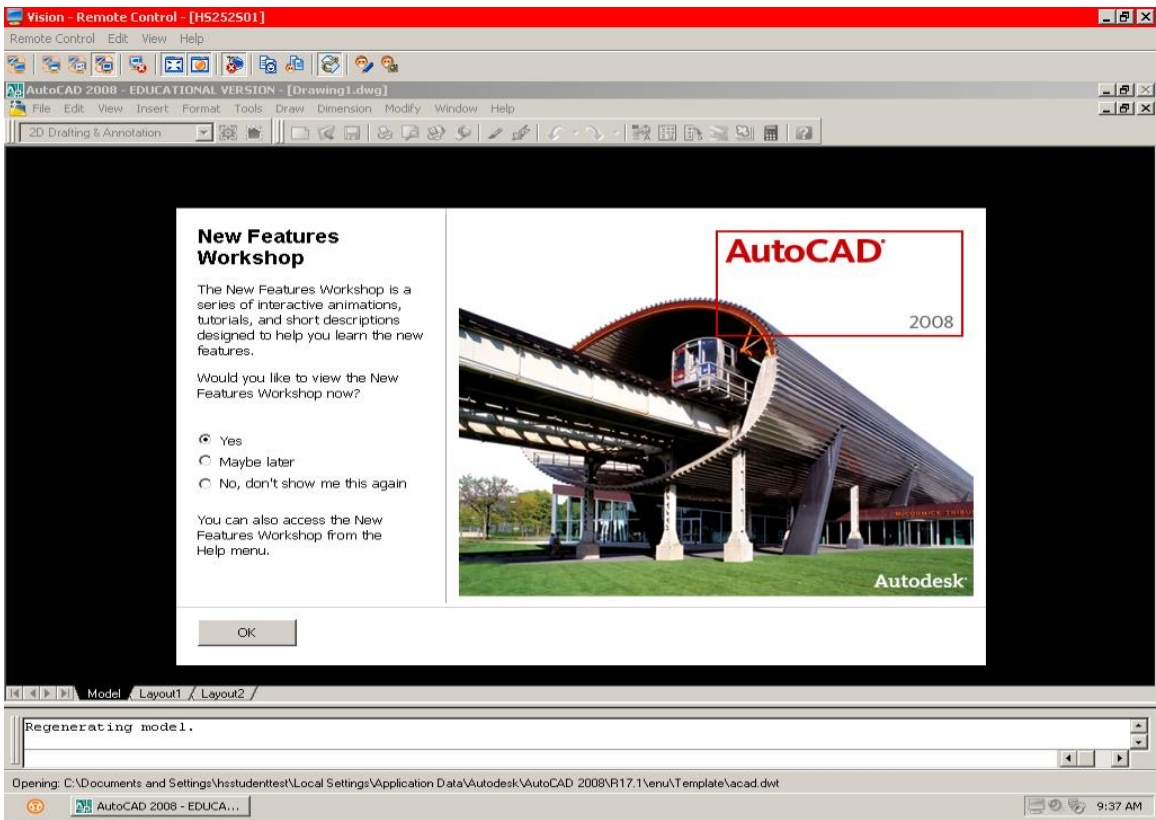 Vision - Remote Control - [HS252S01]
Remote Control Edit View Help
AutoCAD 2008 - EDUCATIONAL VERSION - [Drawing1.dwg]
File Edit View Insert Format Tools Draw Dimension Modify Window Help
2D Drafting & Annotation
New Features
Workshop
The New Features Workshop is a
series of interactive animations,
tutorials, and short descriptions
designed to help you learn the new
features.
Would you like to view the New
Features Workshop now?
Yes
Maybe later
No, don't show me this again
You can also access the New
Features Workshop from the
Help menu.
OK
AutoCAD
2008
McCORMICK TRIBU
Autodesk
Model Layout1 Layout2
Regenerating model.
Opening: C:\Documents and Settings\hsstudenttest\Local Settings\Application Data\Autodesk\AutoCAD 2008\R17.1\enu\Template\acad.dwt
AutoCAD 2008 - EDUCA...
9:37 AM